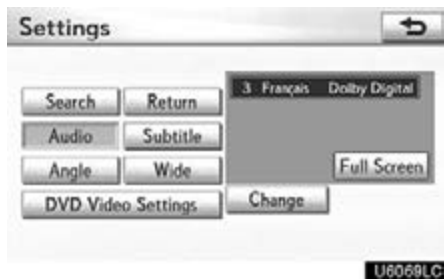 Settings
Search
Return
3 Français Dolby Digital
Audio
Subtitle
Angle
Wide
Full Screen
DVD Video Settings
Change
U6069LC